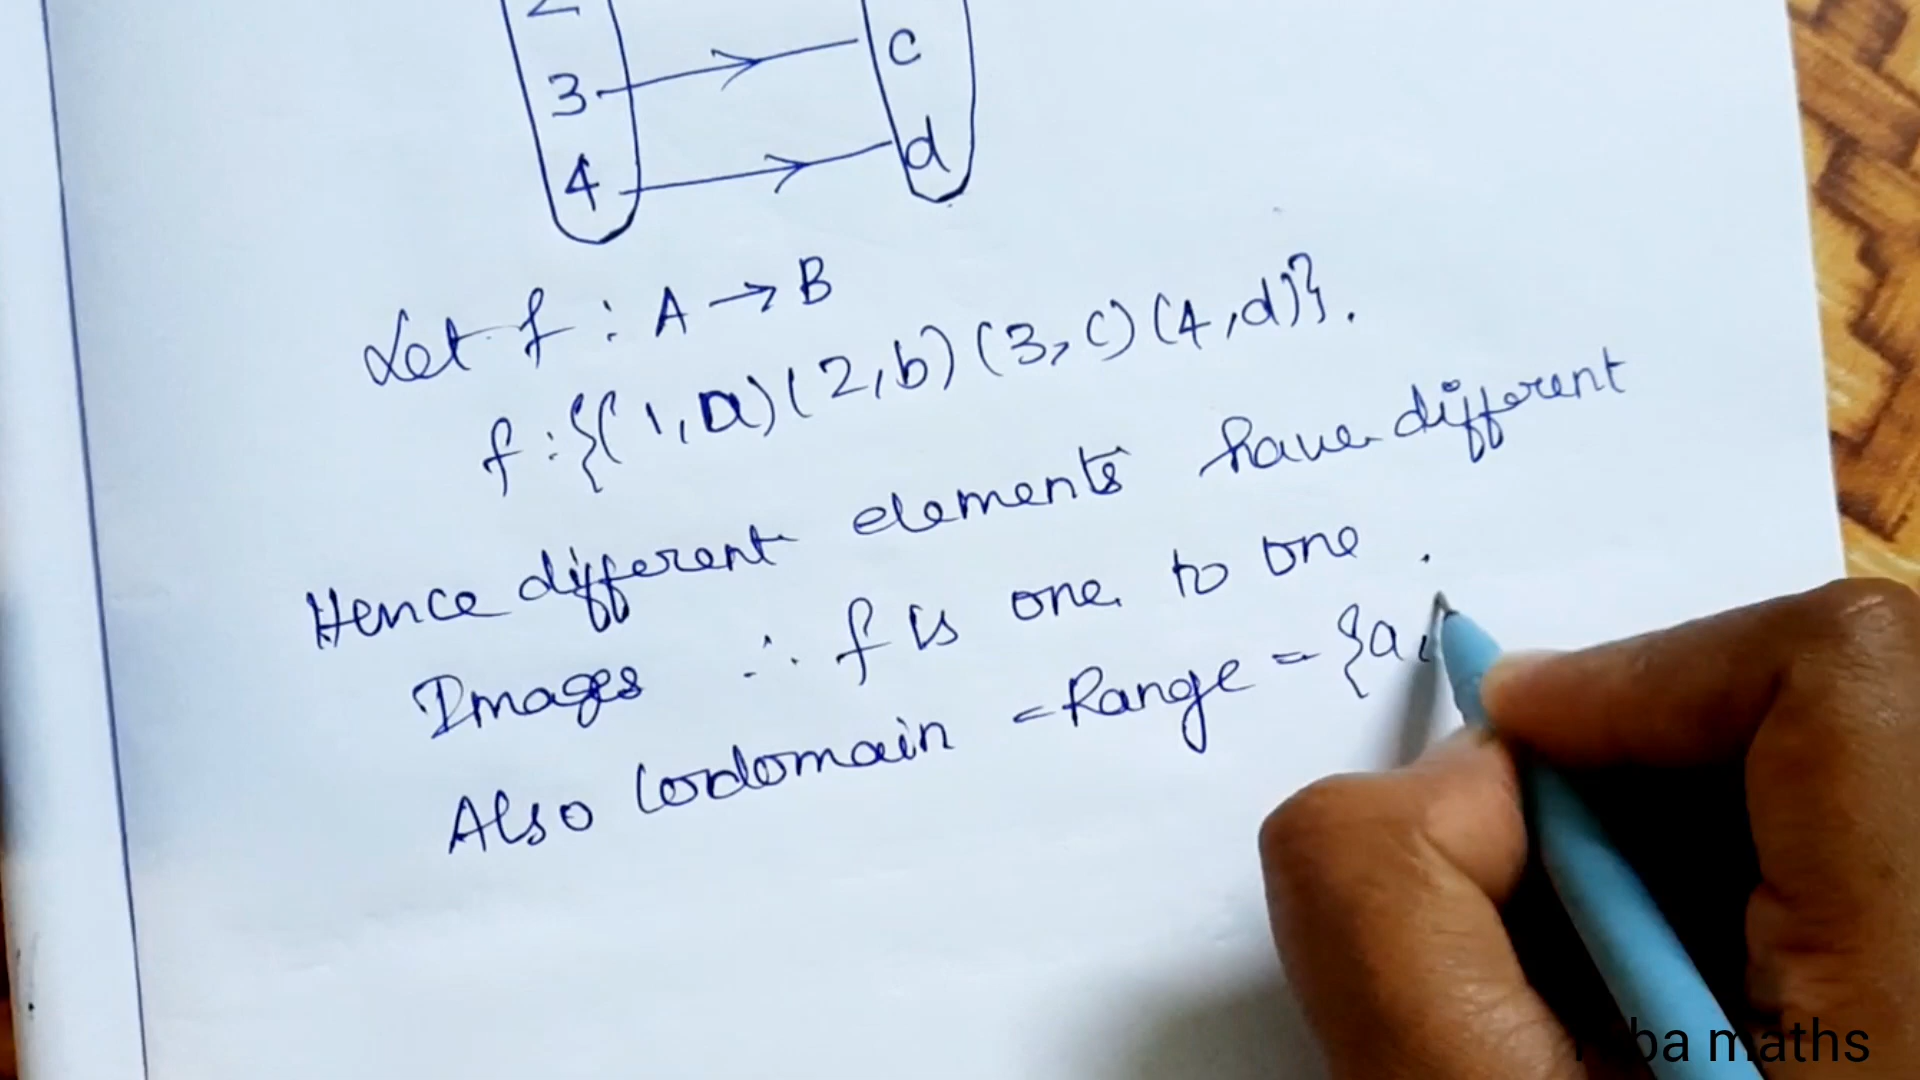 3 c
4 d
Let f : A → B
f : {(1,a)(2,b)(3,c)(4,d)}.
Hence different elements have different
Images ∴ f is one to one .
Also Codomain = Range = {a,
maths